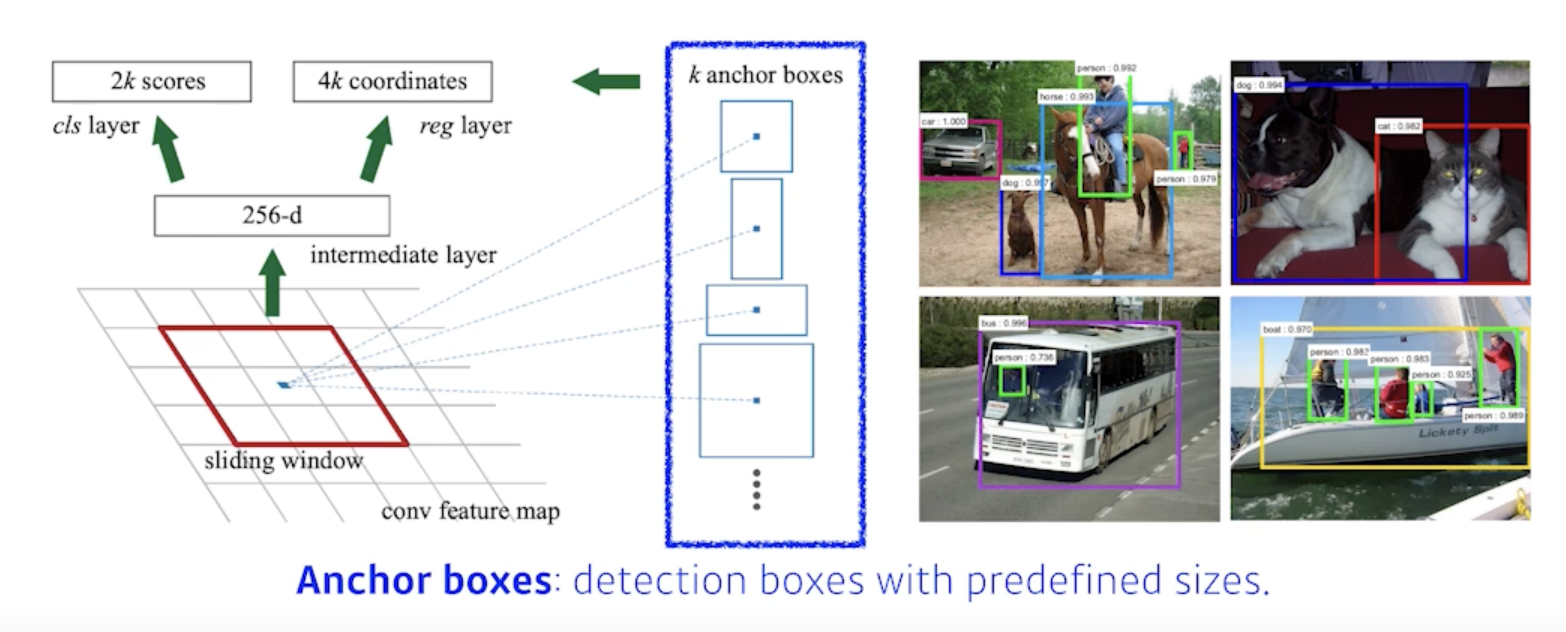 2k scores
4k coordinates
cls layer
reg layer
256-d
intermediate layer
sliding window
conv feature map
k anchor boxes
person : 0.992
horse : 0.993
car : 1.000
dog : 0.997
person : 0.979
dog : 0.994
cat : 0.982
bus : 0.996
person : 0.736
boat : 0.970
person : 0.983
person : 0.983
person : 0.925
person : 0.989
Lickety Split
Anchor boxes: detection boxes with predefined sizes.